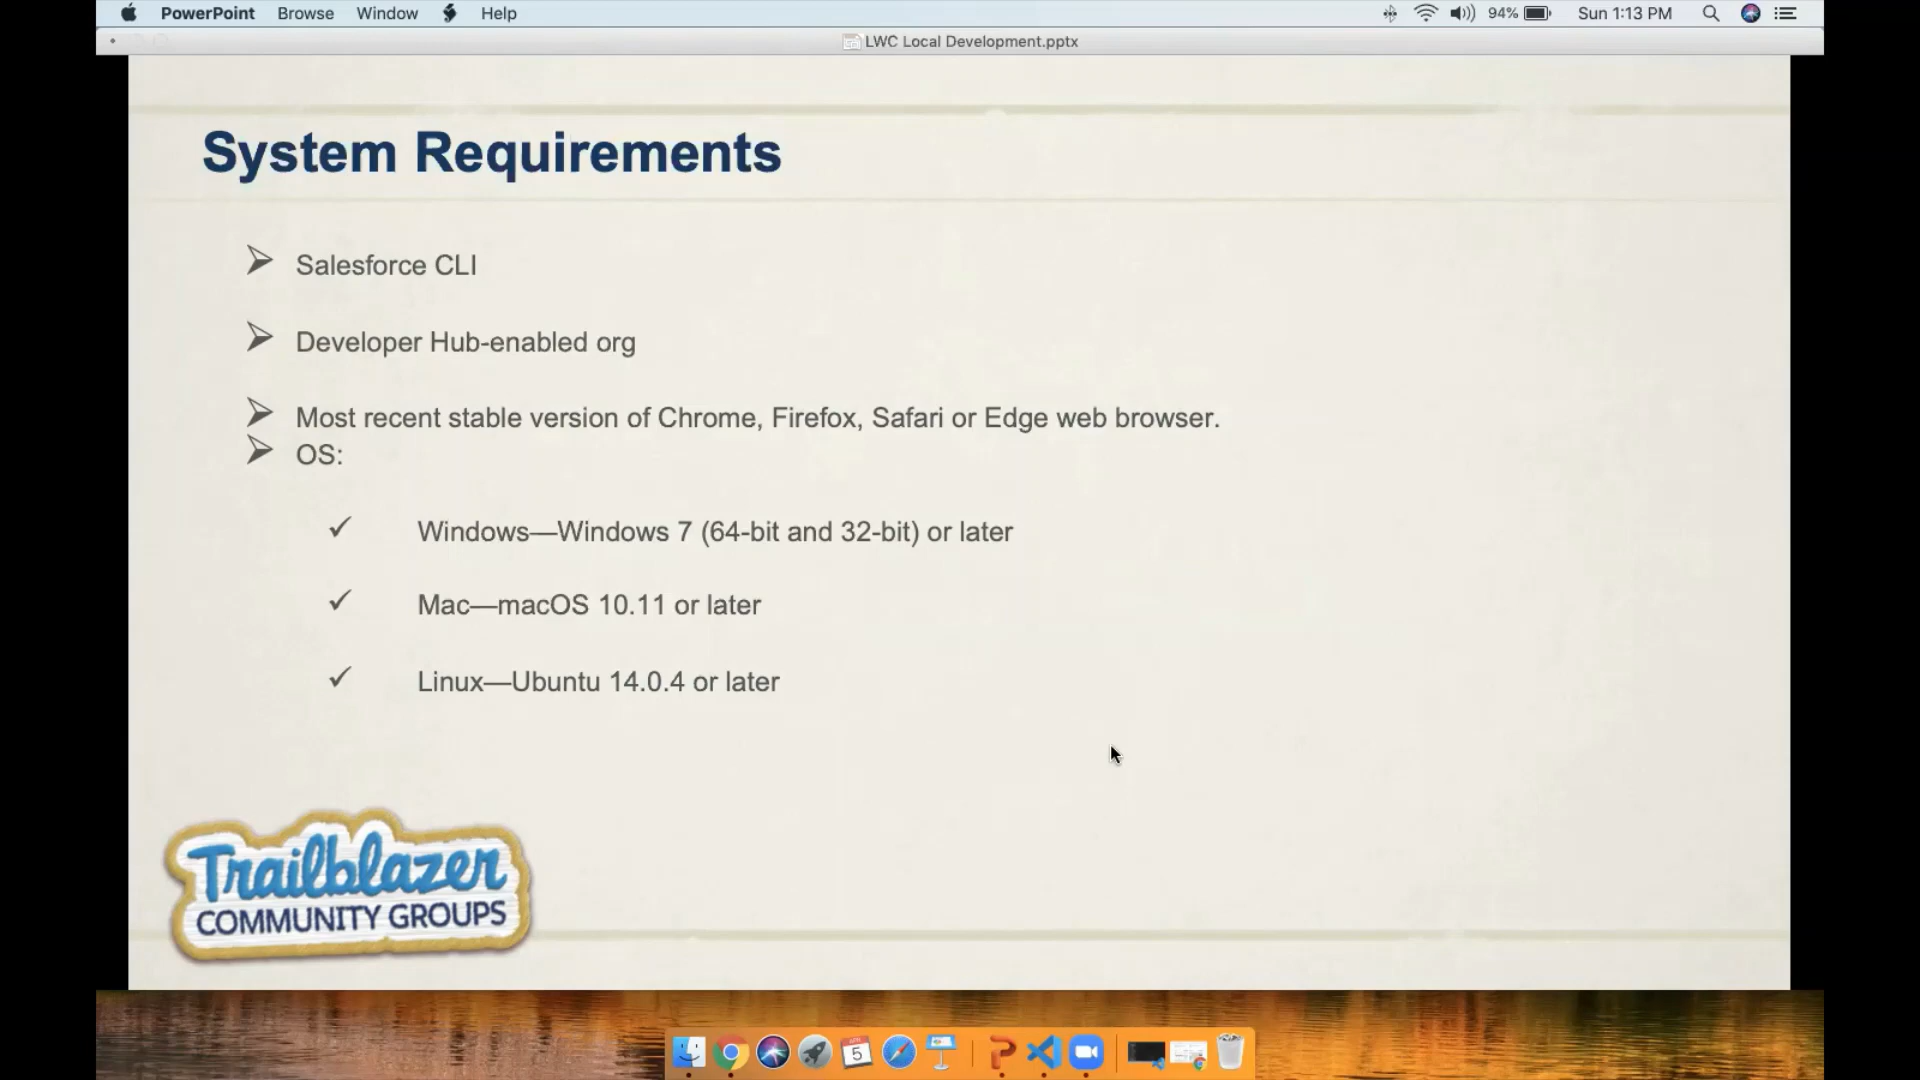 PowerPoint Browse Window Help 94% Sun 1:13 PM
LWC Local Development.pptx
System Requirements
➢ Salesforce CLI
➢ Developer Hub-enabled org
➢ Most recent stable version of Chrome, Firefox, Safari or Edge web browser.
➢ OS:
✓ Windows—Windows 7 (64-bit and 32-bit) or later
✓ Mac—macOS 10.11 or later
✓ Linux—Ubuntu 14.0.4 or later
Trailblazer
COMMUNITY GROUPS
5